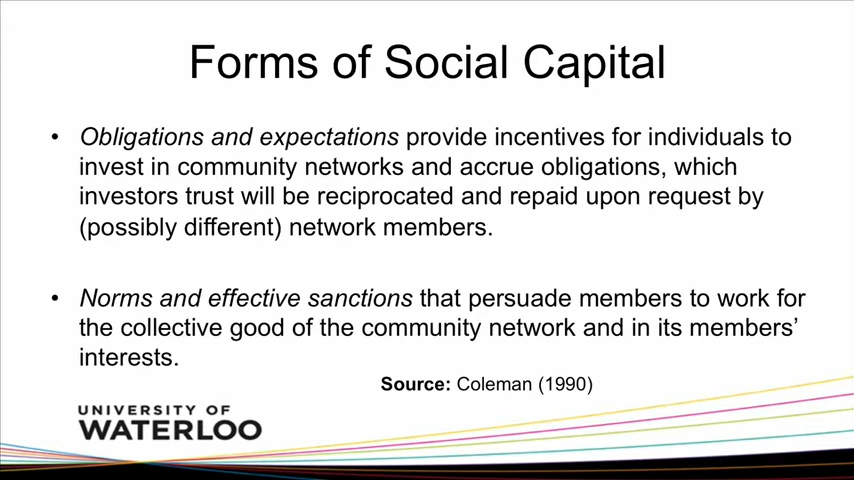 Forms of Social Capital
• Obligations and expectations provide incentives for individuals to
invest in community networks and accrue obligations, which
investors trust will be reciprocated and repaid upon request by
(possibly different) network members.
• Norms and effective sanctions that persuade members to work for
the collective good of the community network and in its members’
interests.
Source: Coleman (1990)
UNIVERSITY OF
WATERLOO